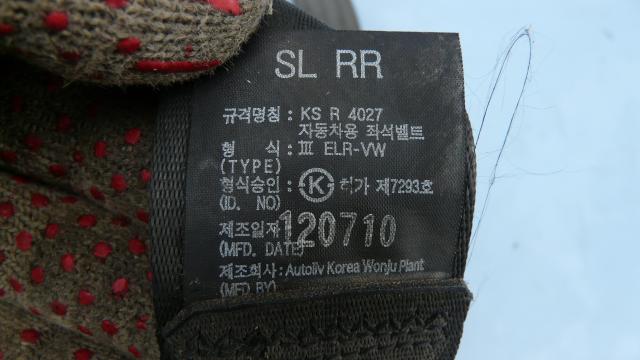 SL RR
규격명칭 : KS R 4027
자동차용 좌석벨트
형 식 : Ⅲ ELR-VW
(TYPE)
형식승인 : K 허가 제7293호
(ID. NO)
제조일자 120710
(MFD. DATE)
제조회사 : Autoliv Korea Wonju Plant
(MFD BY)